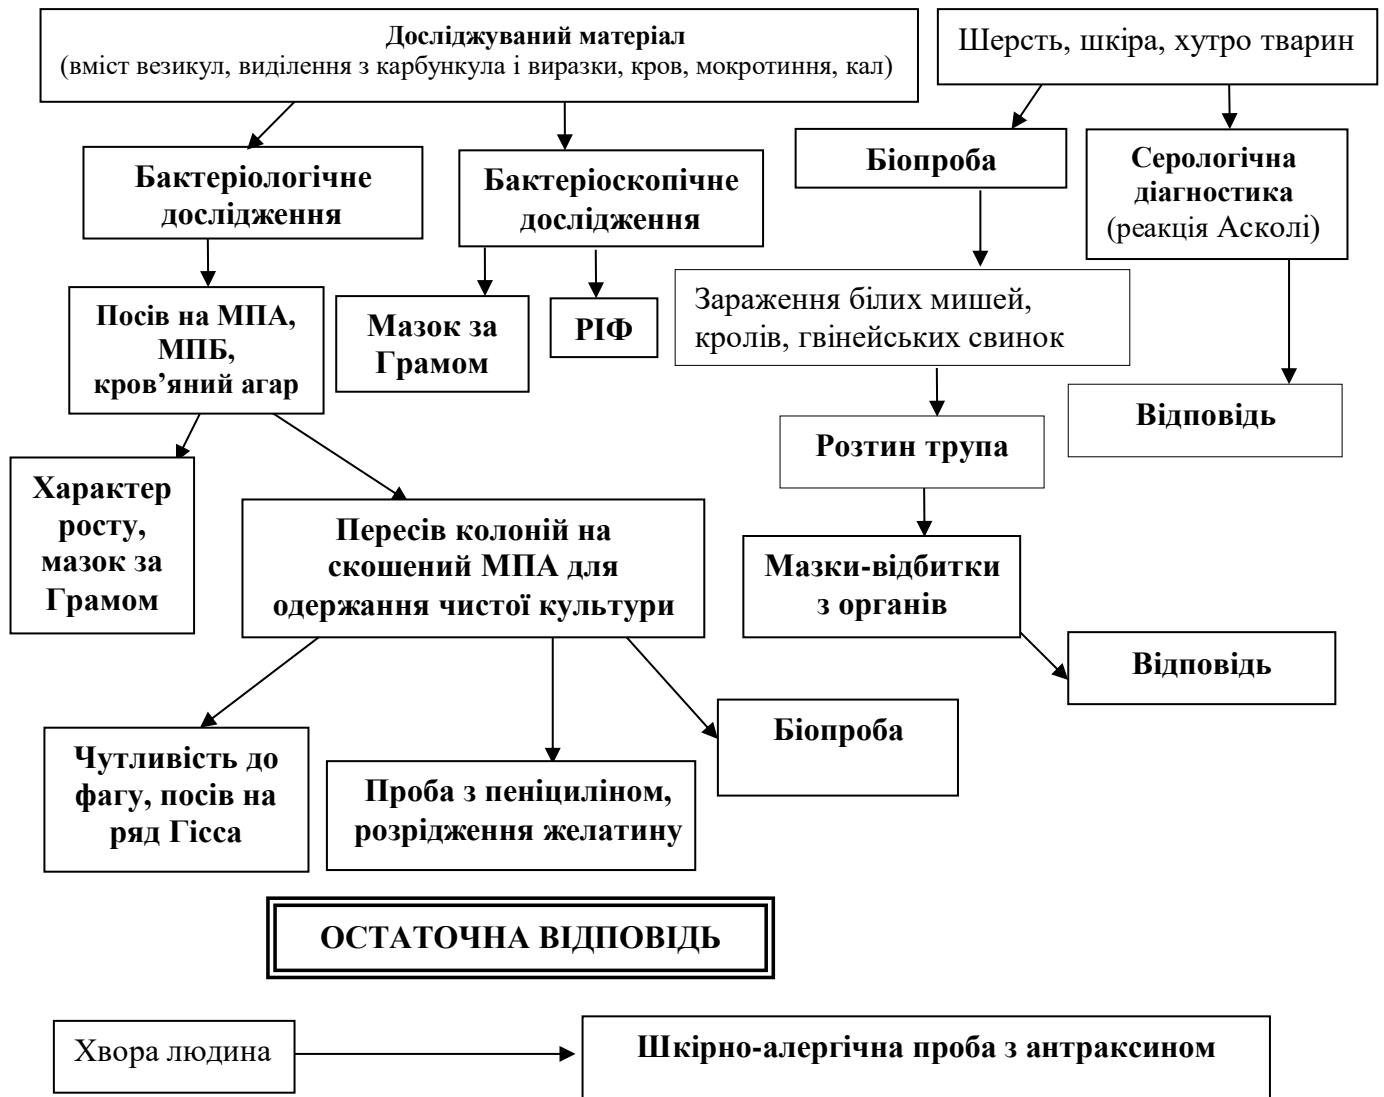 Досліджуваний матеріал
(вміст везикул, виділення з карбункула і виразки, кров, мокротиння, кал)
Шерсть, шкіра, хутро тварин
Бактеріологічне
дослідження
Бактеріоскопічне
дослідження
Біопроба
Серологічна
діагностика
(реакція Асколі)
Посів на МПА,
МПБ,
кров’яний агар
Мазок за
Грамом
РІФ
Зараження білих мишей,
кролів, гвінейських свинок
Відповідь
Розтин трупа
Характер
росту,
мазок за
Грамом
Пересів колоній на
скошений МПА для
одержання чистої культури
Мазки-відбитки
з органів
Відповідь
Чутливість до
фагу, посів на
ряд Гісса
Проба з пеніциліном,
розрідження желатину
Біопроба
ОСТАТОЧНА ВІДПОВІДЬ
Хвора людина
Шкірно-алергічна проба з антраксином